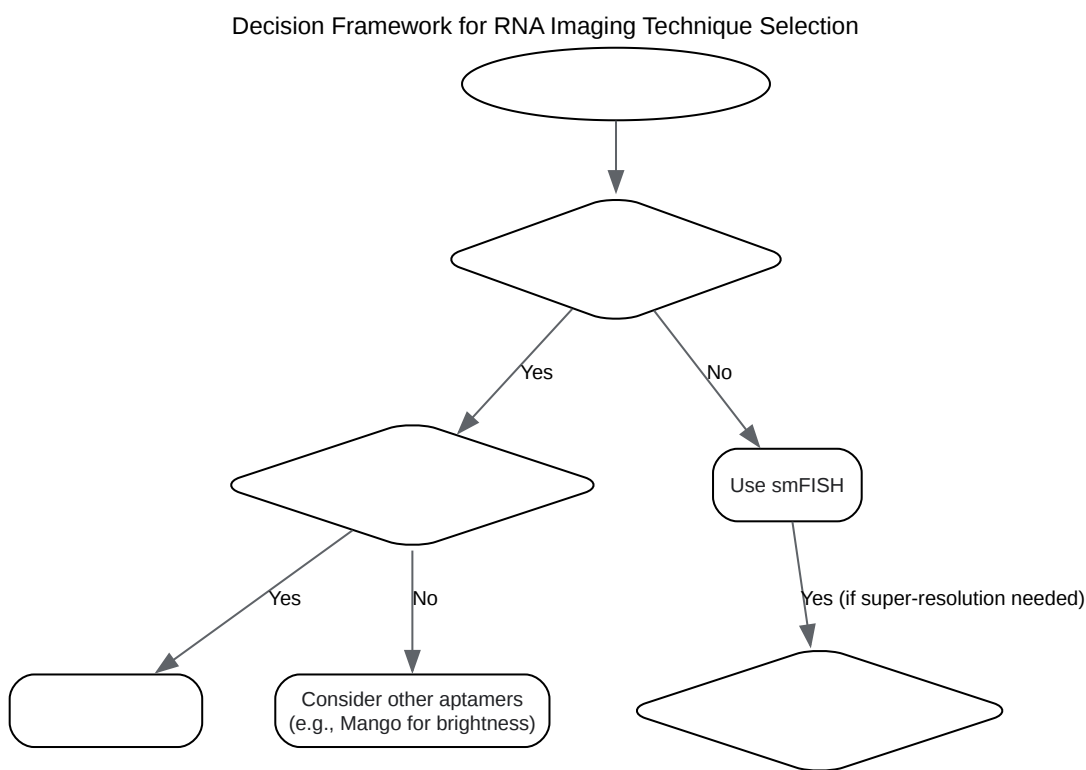 Decision Framework for RNA Imaging Technique Selection
Yes
No
Use smFISH
Yes
No
Yes (if super-resolution needed)
Consider other aptamers
(e.g., Mango for brightness)